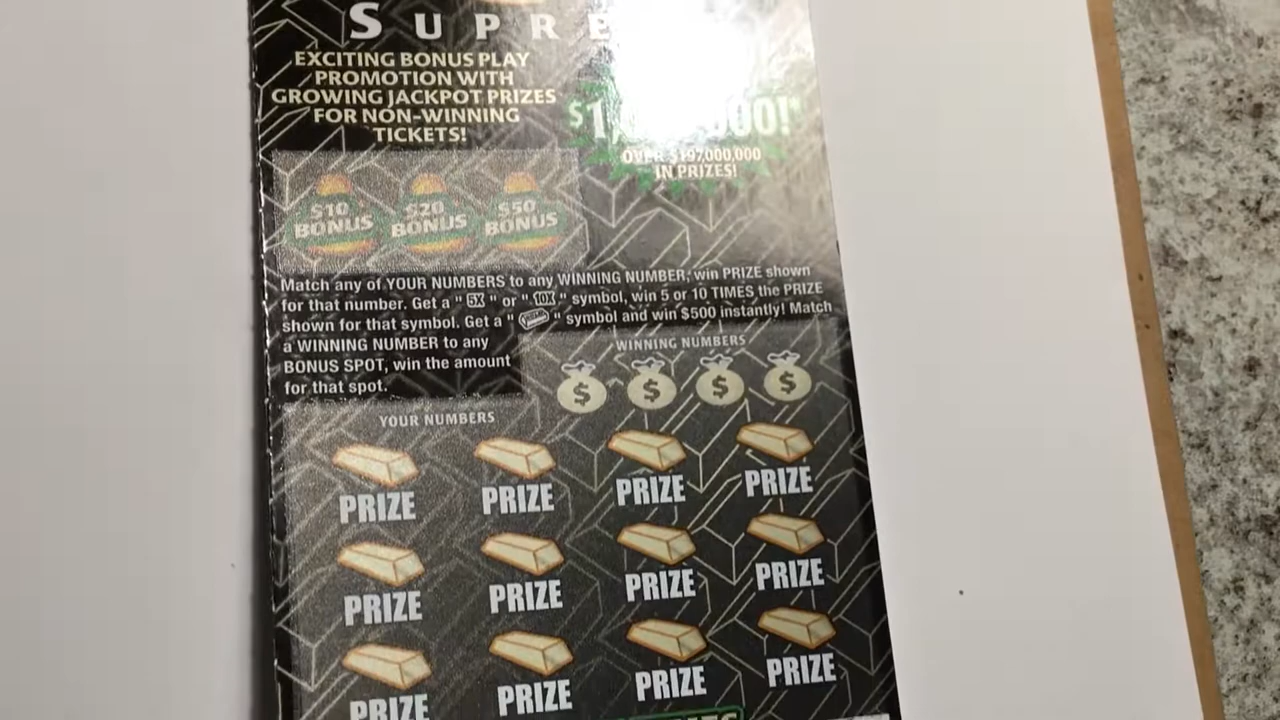 SUPRE
EXCITING BONUS PLAY
PROMOTION WITH
GROWING JACKPOT PRIZES
FOR NON-WINNING
TICKETS!
OVER $197,000,000
IN PRIZES!
$10 BONUS
$20 BONUS
$50 BONUS
Match any of YOUR NUMBERS to any WINNING NUMBER, win PRIZE shown
for that number. Get a "5X" or "10X" symbol, win 5 or 10 TIMES the PRIZE
shown for that symbol. Get a " " symbol and win $500 instantly! Match
a WINNING NUMBER to any
BONUS SPOT, win the amount
for that spot.
WINNING NUMBERS
$ $ $ $
YOUR NUMBERS
PRIZE PRIZE PRIZE PRIZE
PRIZE PRIZE PRIZE PRIZE
PRIZE PRIZE PRIZE PRIZE